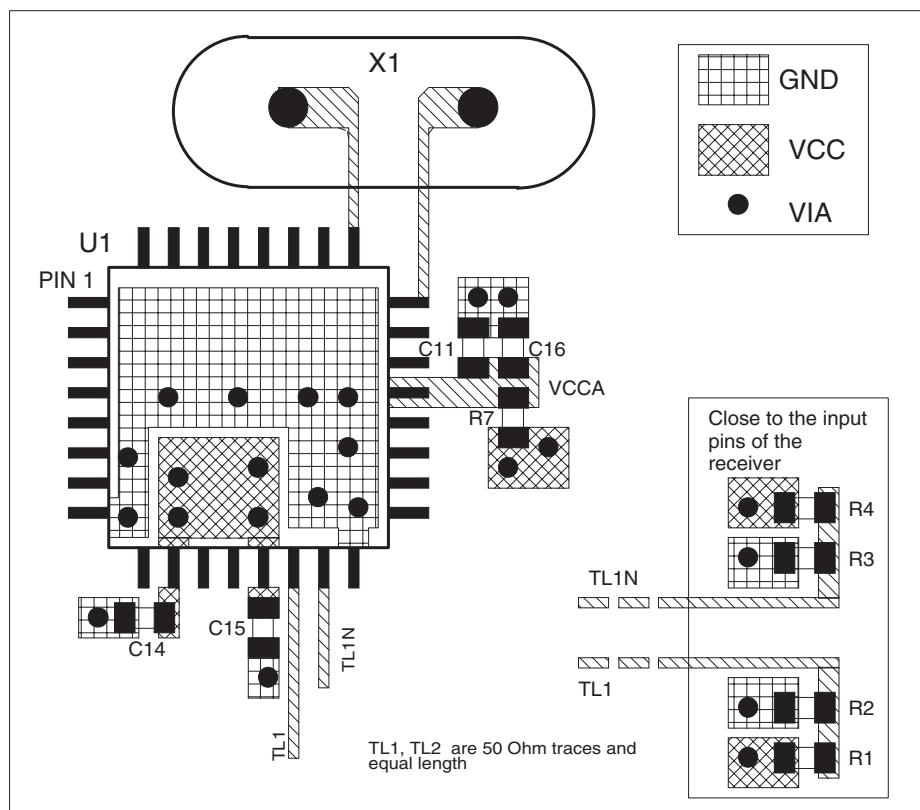 X1
GND
VCC
VIA
U1
PIN 1
C11
C16
VCCA
R7
Close to the input
pins of the
receiver
R4
R3
TL1N
C15
C14
TL1N
TL1
TL1
R2
R1
TL1, TL2 are 50 Ohm traces and
equal length